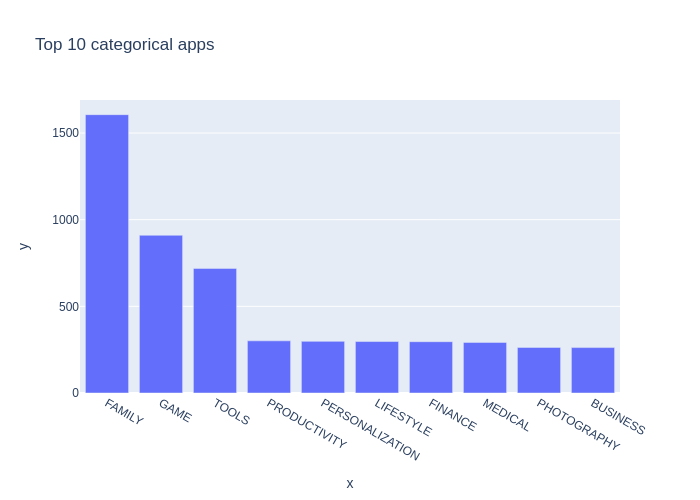 Top 10 categorical apps
y
1500
1000
500
0
FAMILY
GAME
TOOLS
PRODUCTIVITY
PERSONALIZATION
LIFESTYLE
FINANCE
MEDICAL
PHOTOGRAPHY
BUSINESS
x